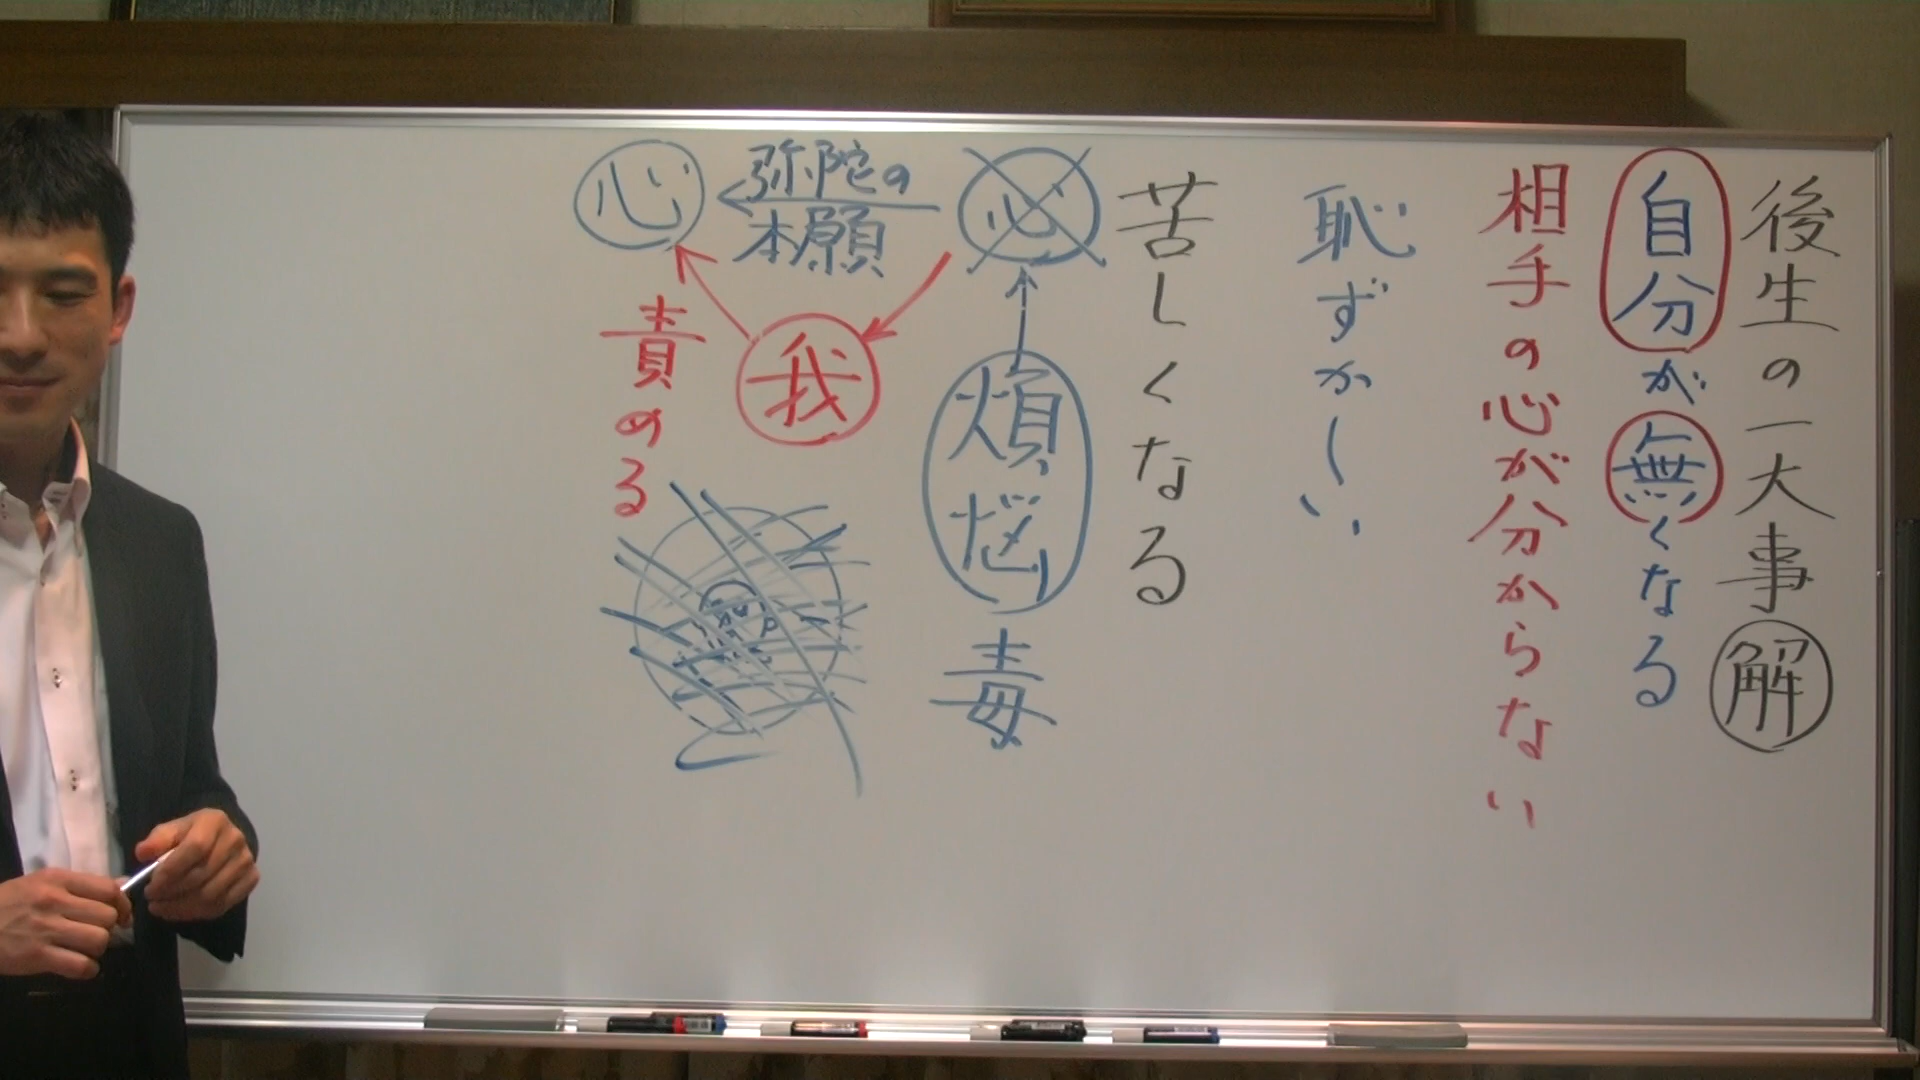 後生の一大事解
自分が無くなる
相手の心が分からない
恥ずかしい
苦しくなる
心
煩悩
毒
弥陀の
本願
我
心
責める